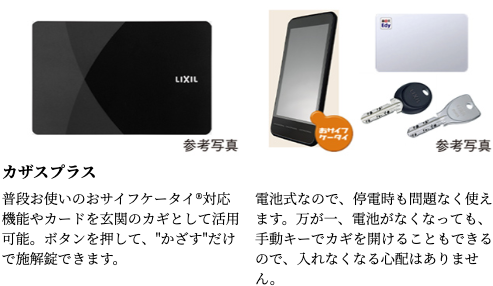 LIXIL
Edy
おサイフ
ケータイ
参考写真
参考写真
カザスプラス
普段お使いのおサイフケータイ®対応
機能やカードを玄関のカギとして活用
可能。ボタンを押して、"かざす"だけ
で施解錠できます。
電池式なので、停電時も問題なく使え
ます。万が一、電池がなくなっても、
手動キーでカギを開けることもできる
ので、入れなくなる心配はありませ
ん。